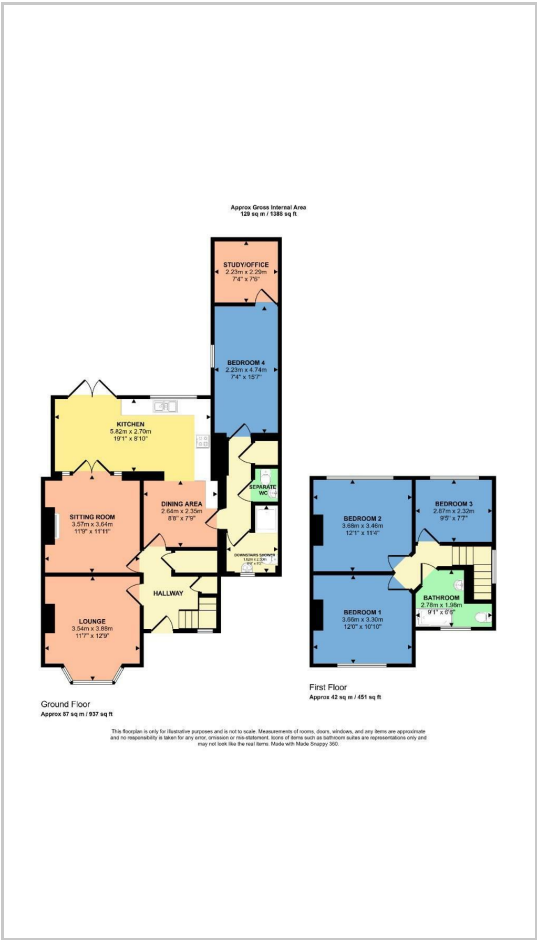 Approx Gross Internal Area
129 sq m / 1388 sq ft
STUDY/OFFICE
2.23m x 2.29m
7'4" x 7'6"
BEDROOM 4
2.23m x 4.74m
7'4" x 15'7"
KITCHEN
5.82m x 2.70m
19'1" x 8'10"
SEPARATE
WC
SITTING ROOM
3.57m x 3.64m
11'9" x 11'11"
DINING AREA
2.64m x 2.35m
8'8" x 7'9"
DOWNSTAIRS SHOWER
HALLWAY
LOUNGE
3.54m x 3.88m
11'7" x 12'9"
Ground Floor
Approx 87 sq m / 937 sq ft
BEDROOM 2
3.68m x 3.46m
12'1" x 11'4"
BEDROOM 3
2.87m x 2.32m
9'5" x 7'7"
BATHROOM
2.78m x 1.98m
9'1" x 6'6"
BEDROOM 1
3.66m x 3.30m
12'0" x 10'10"
First Floor
Approx 42 sq m / 451 sq ft
This floorplan is only for illustrative purposes and is not to scale. Measurements of rooms, doors, windows, and any items are approximate
and no responsibility is taken for any error, omission or mis-statement. Icons of items such as bathroom suites are representations only and
may not look like the real items. Made with Made Snappy 360.